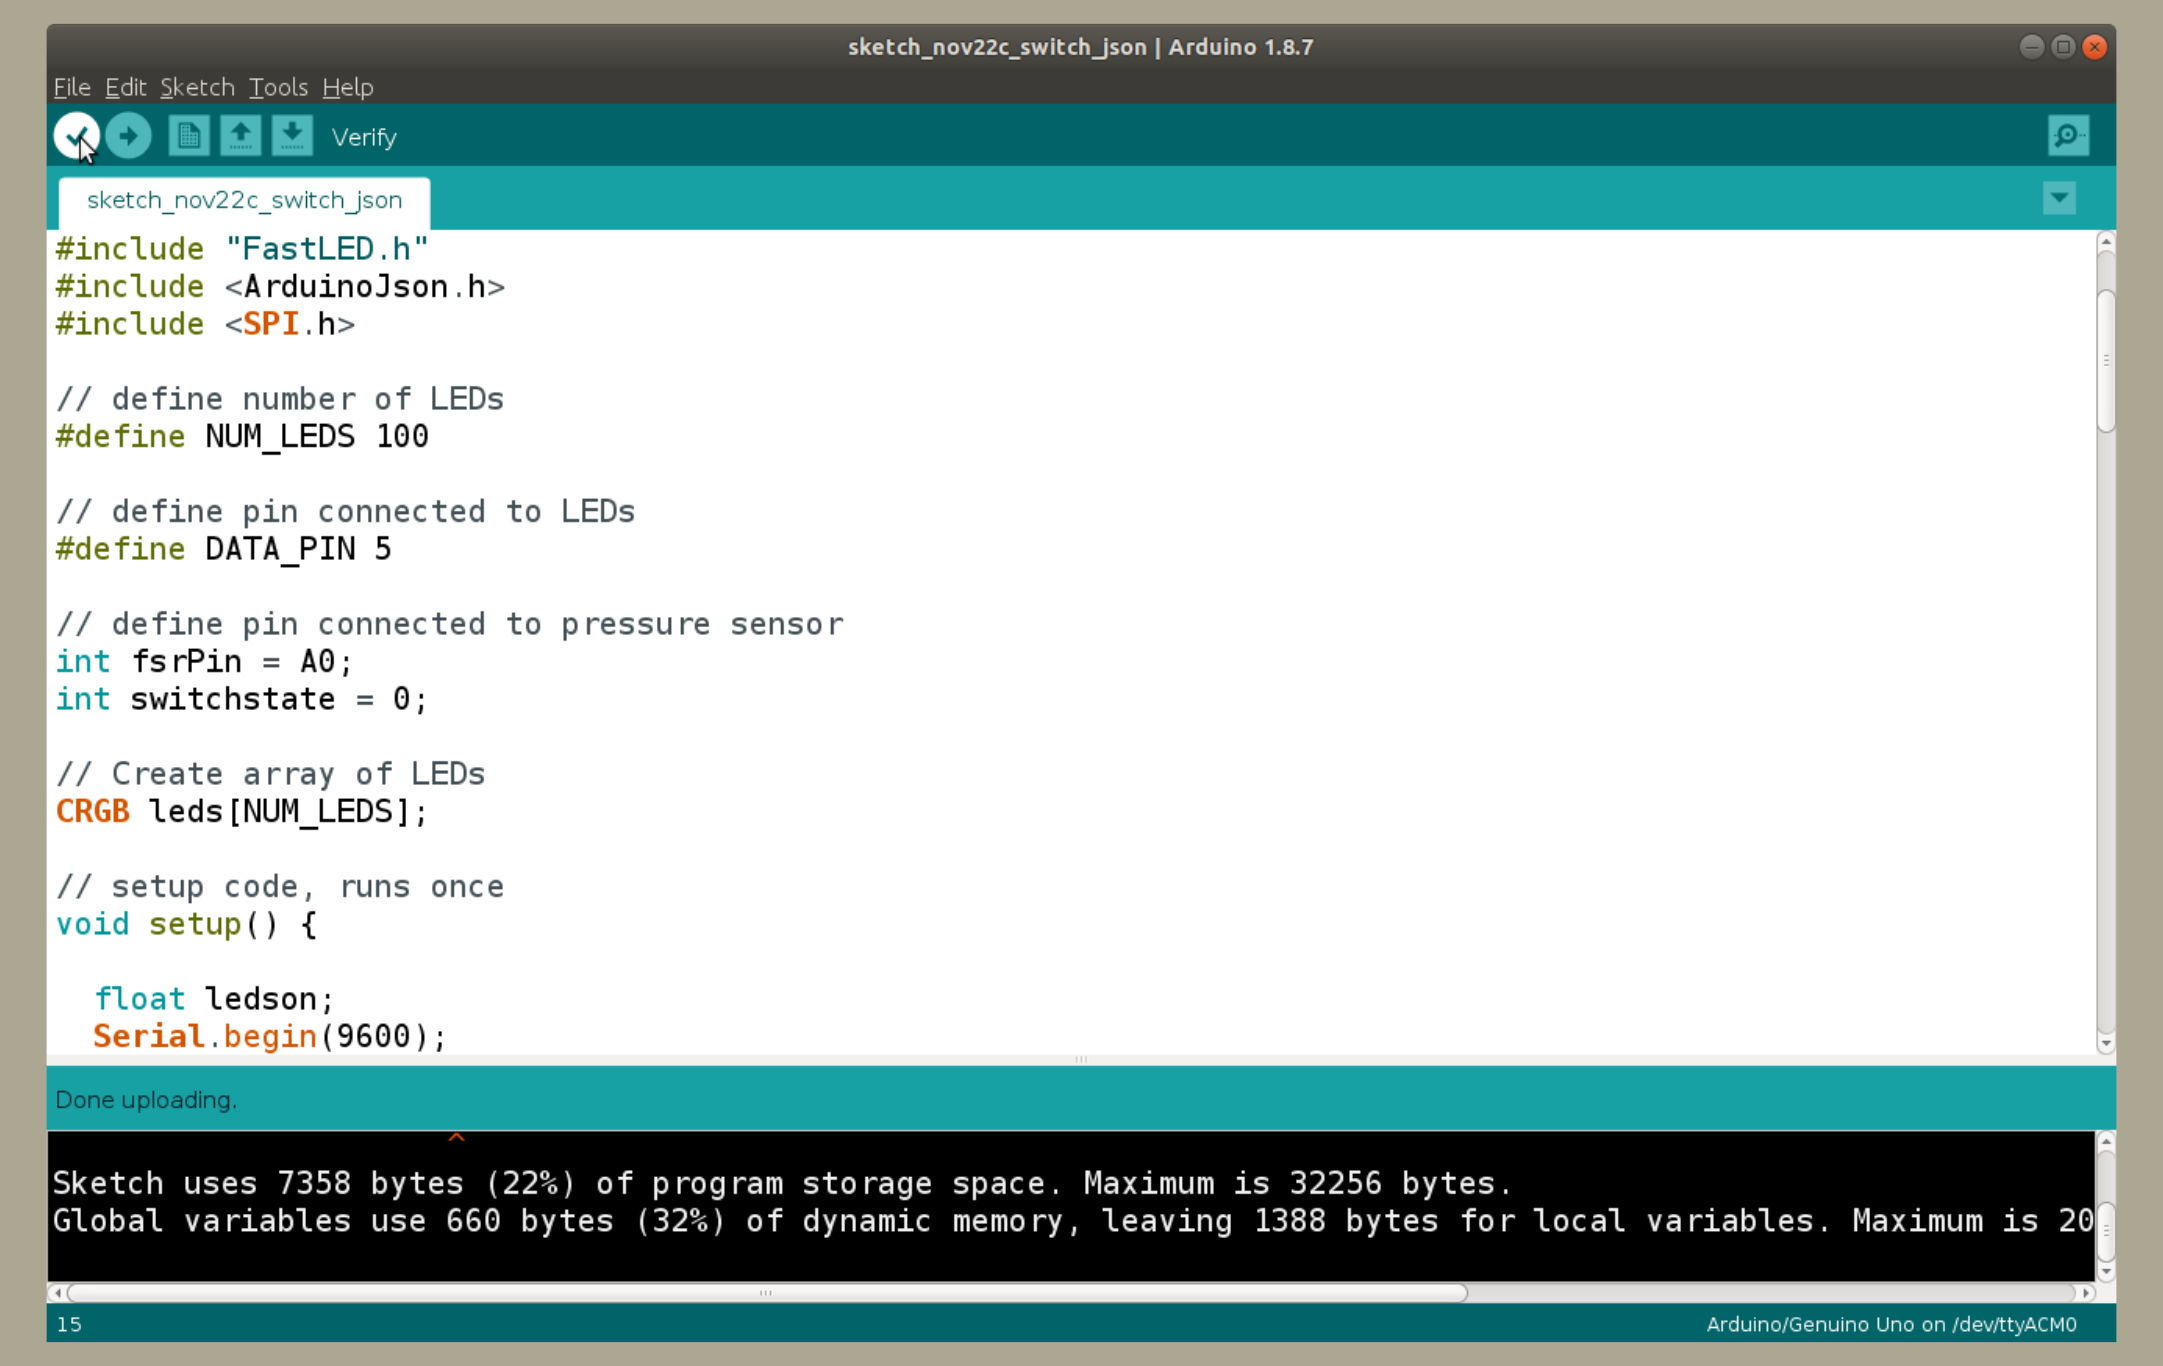 sketch_nov22c_switch_json | Arduino 1.8.7
File Edit Sketch Tools Help
Verify
sketch_nov22c_switch_json
#include "FastLED.h"
#include <ArduinoJson.h>
#include <SPI.h>
// define number of LEDs
#define NUM_LEDS 100
// define pin connected to LEDs
#define DATA_PIN 5
// define pin connected to pressure sensor
int fsrPin = A0;
int switchstate = 0;
// Create array of LEDs
CRGB leds[NUM_LEDS];
// setup code, runs once
void setup() {
float ledson;
Serial.begin(9600);
Done uploading.
^
Sketch uses 7358 bytes (22%) of program storage space. Maximum is 32256 bytes.
Global variables use 660 bytes (32%) of dynamic memory, leaving 1388 bytes for local variables. Maximum is 20
15
Arduino/Genuino Uno on /dev/ttyACM0